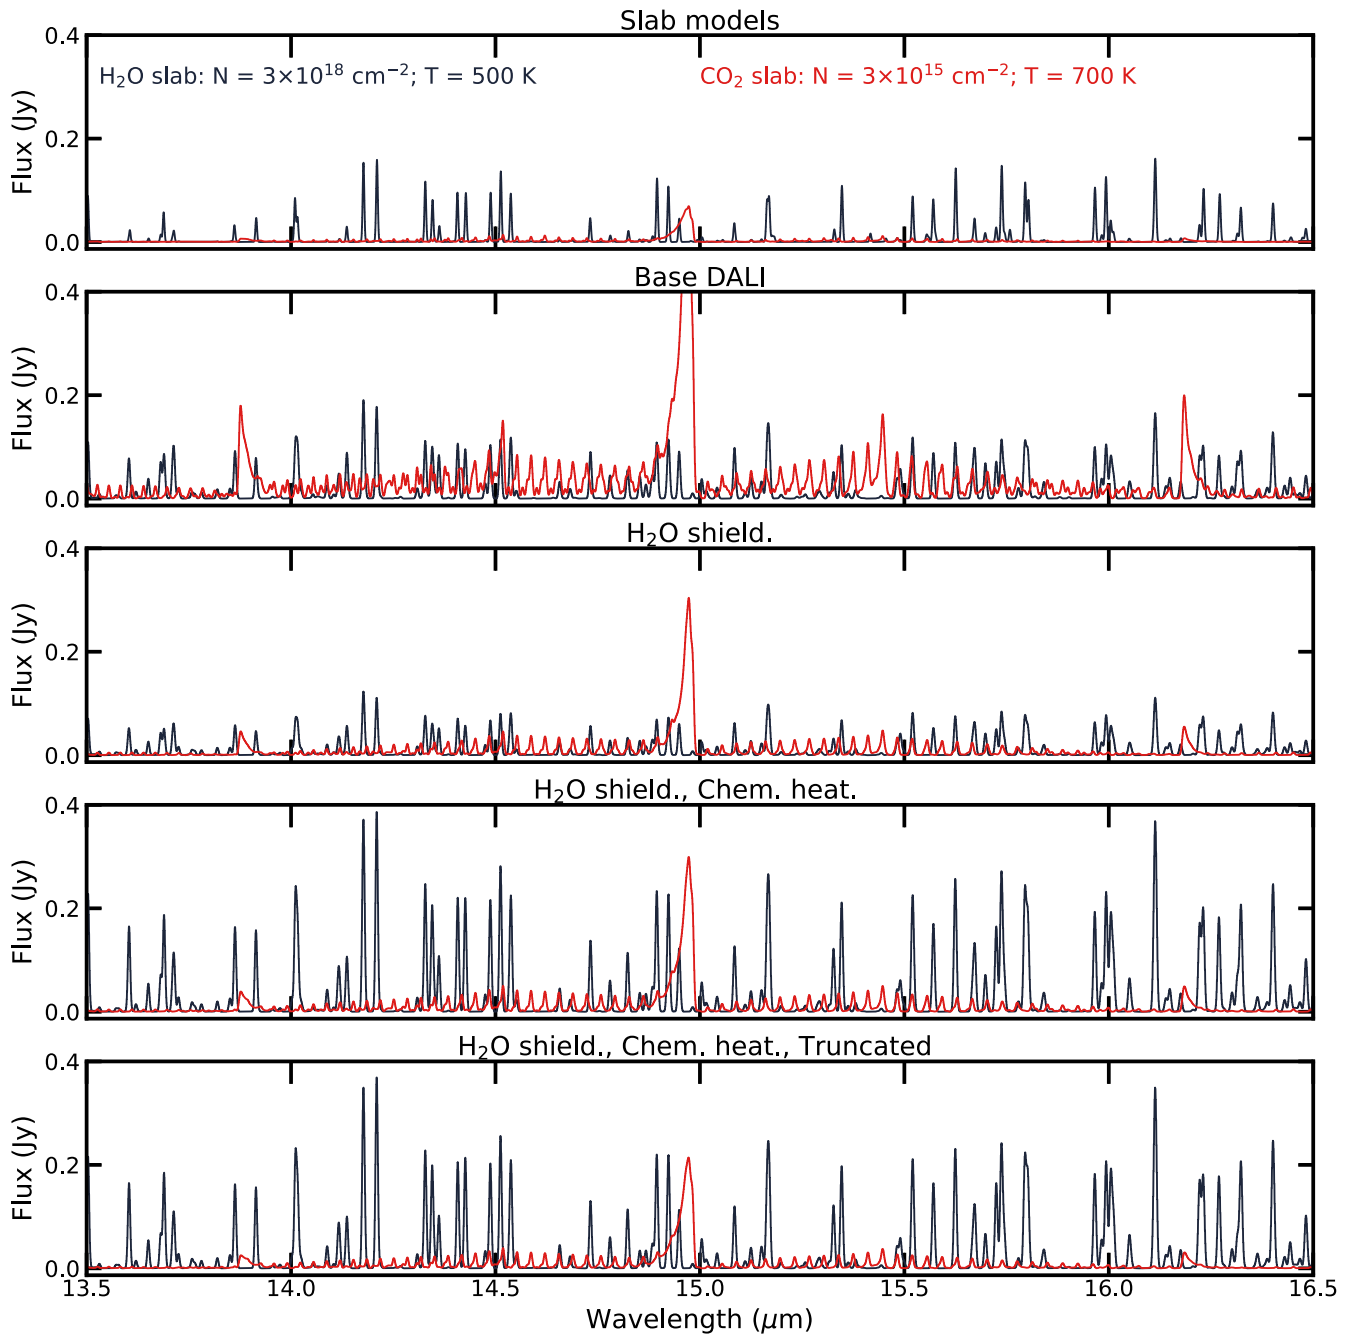 Slab models
0.4
H₂O slab: N = 3×10¹⁸ cm⁻²; T = 500 K
CO₂ slab: N = 3×10¹⁵ cm⁻²; T = 700 K
Flux (Jy)
0.2
0.0
Base DALI
0.4
Flux (Jy)
0.2
0.0
H₂O shield.
0.4
Flux (Jy)
0.2
0.0
H₂O shield., Chem. heat.
0.4
Flux (Jy)
0.2
0.0
H₂O shield., Chem. heat., Truncated
0.4
Flux (Jy)
0.2
0.0
13.5 14.0 14.5 15.0 15.5 16.0 16.5
Wavelength (μm)